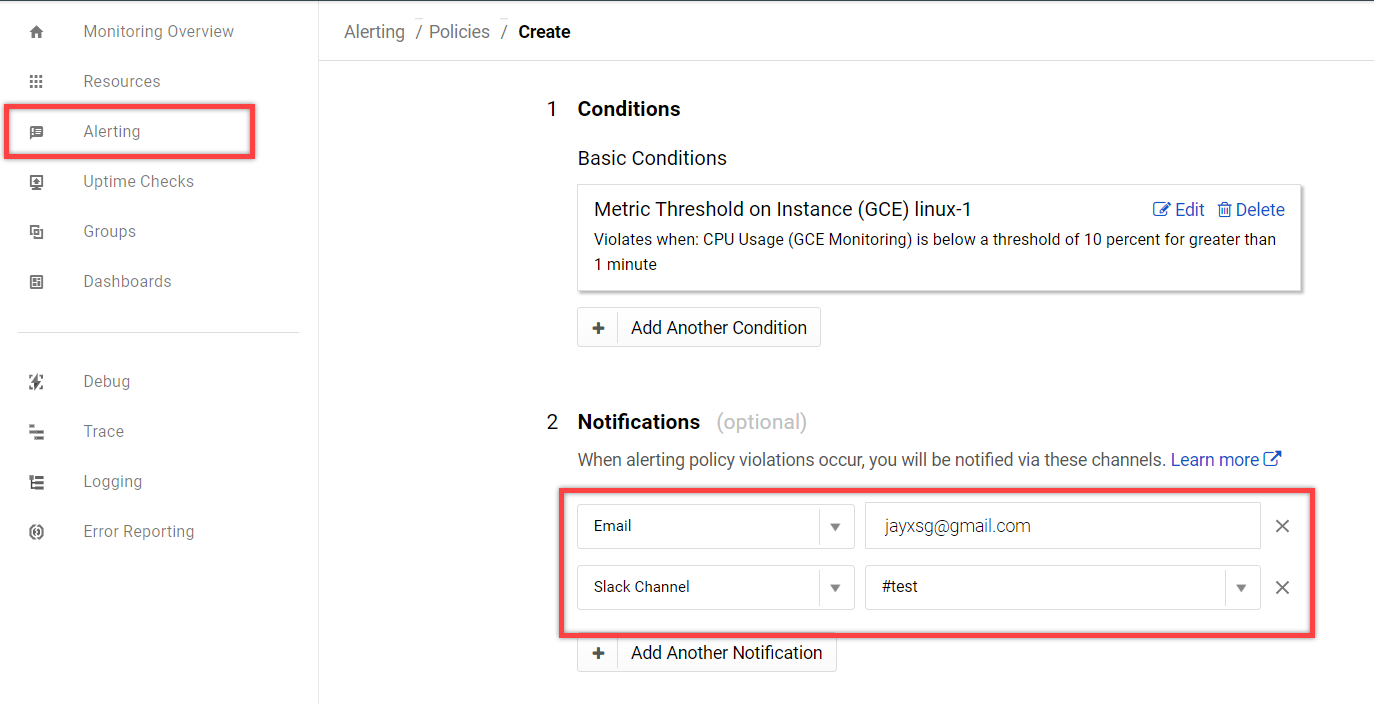 Monitoring Overview
Resources
Alerting
Uptime Checks
Groups
Dashboards
Debug
Trace
Logging
Error Reporting
Alerting / Policies / Create
1 Conditions
Basic Conditions
Metric Threshold on Instance (GCE) linux-1 Edit Delete
Violates when: CPU Usage (GCE Monitoring) is below a threshold of 10 percent for greater than
1 minute
Add Another Condition
2 Notifications (optional)
When alerting policy violations occur, you will be notified via these channels. Learn more
Email jayxsg@gmail.com
Slack Channel #test
Add Another Notification